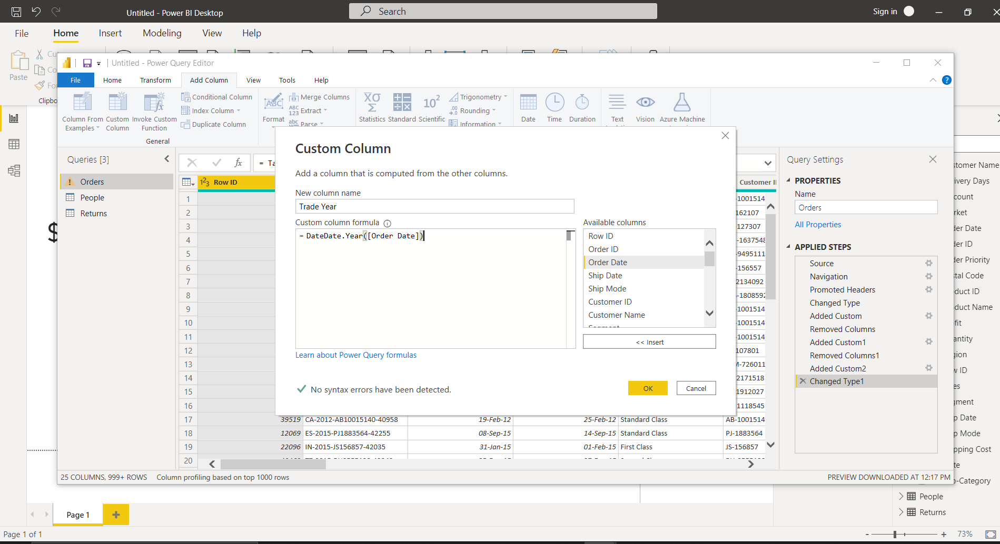 Untitled - Power BI Desktop
Search
Sign in
File
Home
Insert
Modeling
View
Help
Paste
Cu
Co
Fo
Clipbo
Untitled - Power Query Editor
File
Home
Transform
Add Column
View
Tools
Help
Column From
Examples
Custom
Column
Invoke Custom
Function
Conditional Column
Index Column
Duplicate Column
General
Format
Merge Columns
Extract
Parse
Statistics
Standard
Scientific
Trigonometry
Rounding
Information
Date
Time
Duration
Text
Vision
Azure Machine
Queries [3]
Orders
People
Returns
fx
= Ta
Row ID
1
2
3
4
5
6
7
8
9
10
11
12
13
14
15
16
17
18
19
20
Custom Column
Add a column that is computed from the other columns.
New column name
Trade Year
Custom column formula
= DateDate.Year([Order Date])
Learn about Power Query formulas
Available columns
Row ID
Order ID
Order Date
Ship Date
Ship Mode
Customer ID
Customer Name
Segment
<< Insert
No syntax errors have been detected.
OK
Cancel
Customer I
-1001514
162107
-127307
-1637548
-9495111
-156557
2134092
-1808592
-1001514
-1001514
-1001514
107801
-726011
2171518
1912027
1118545
39519 CA-2012-AB10015140-40958 19-Feb-12 25-Feb-12 Standard Class AB-1001514
12069 ES-2015-PJ1883564-42255 08-Sep-15 14-Sep-15 Standard Class PJ-1883564
22096 IN-2015-JS156857-42035 31-Jan-15 01-Feb-15 First Class JS-156857
25 COLUMNS, 999+ ROWS
Column profiling based on top 1000 rows
PREVIEW DOWNLOADED AT 12:17 PM
Query Settings
PROPERTIES
Name
Orders
All Properties
APPLIED STEPS
Source
Navigation
Promoted Headers
Changed Type
Added Custom
Removed Columns
Added Custom1
Removed Columns1
Added Custom2
Changed Type1
stomer Name
ivery Days
count
rket
der Date
der ID
der Priority
stal Code
duct ID
duct Name
fit
antity
gion
w ID
es
gment
p Date
p Mode
pping Cost
te
b-Category
People
Returns
$
Page 1
Page 1 of 1
73%